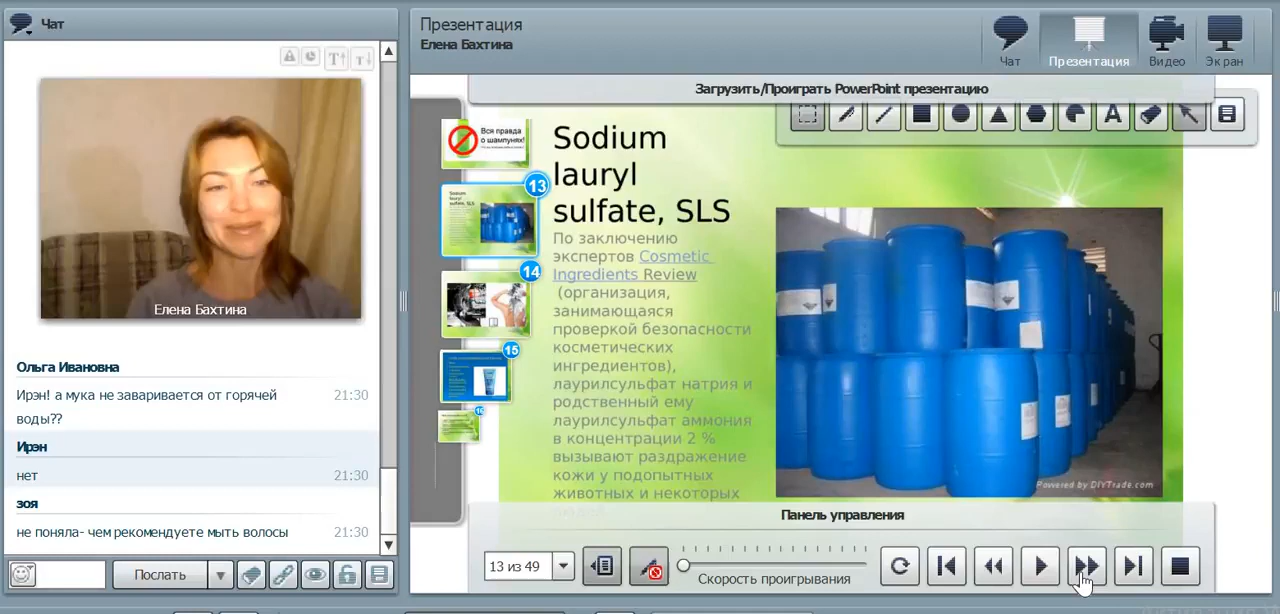 Чат
Елена Бахтина
Ольга Ивановна
Ирэн! а мука не заваривается от горячей 21:30
воды??
Ирэн
нет 21:30
зоя
не поняла- чем рекомендуете мыть волосы 21:30
Послать
Презентация
Елена Бахтина
Чат
Презентация
Видео
Экран
Загрузить/Проиграть PowerPoint презентацию
A
Вся правда
о шампунях!
13
14
15
16
Sodium
lauryl
sulfate, SLS
По заключению
экспертов Cosmetic
Ingredients Review
(организация,
занимающаяся
проверкой безопасности
косметических
ингредиентов),
лаурилсульфат натрия и
родственный ему
лаурилсульфат аммония
в концентрации 2 %
вызывают раздражение
кожи у подопытных
животных и некоторых
Powered by DIYTrade.com
Панель управления
13 из 49
Скорость проигрывания